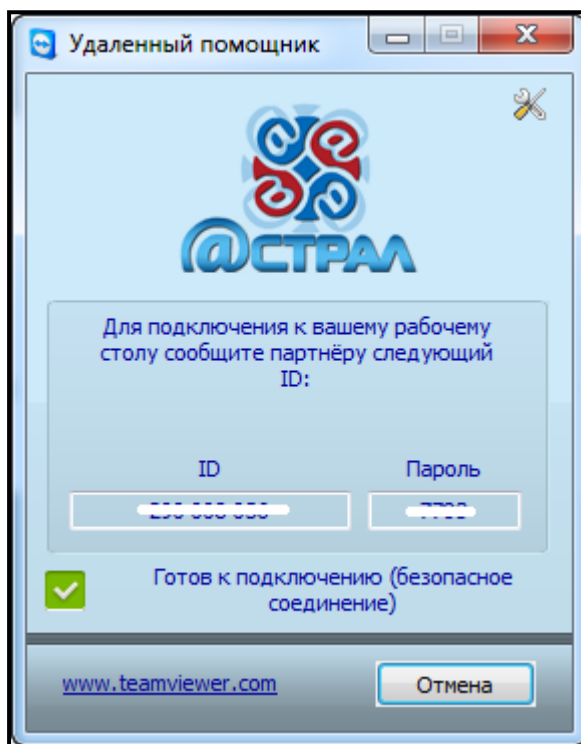 Удаленный помощник
@СТРАЛ
Для подключения к вашему рабочему
столу сообщите партнёру следующий
ID:
ID
Пароль
Готов к подключению (безопасное
соединение)
www.teamviewer.com
Отмена